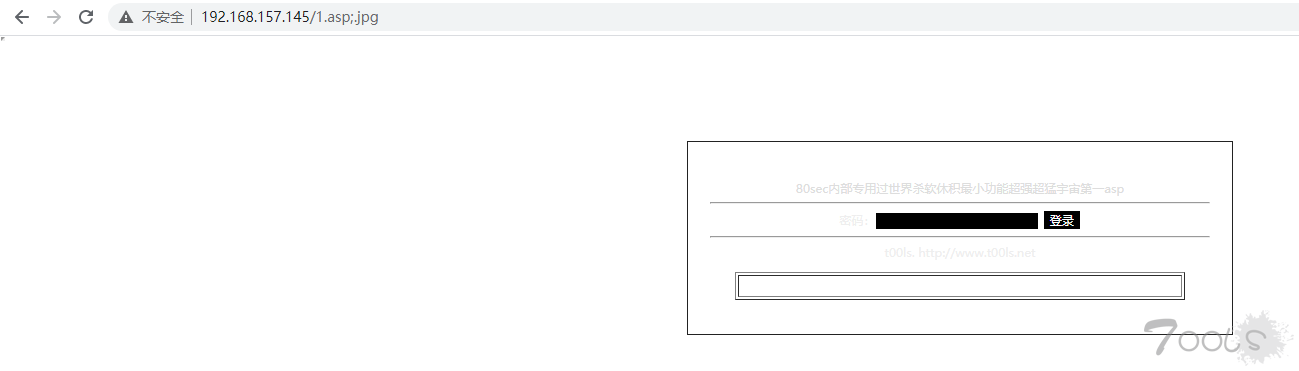 不安全 192.168.157.145/1.asp;.jpg
80sec内部专用过世界杀软休积最小功能超强超猛宇宙第一asp
密码: 登录
t00ls. http://www.t00ls.net
T00LS